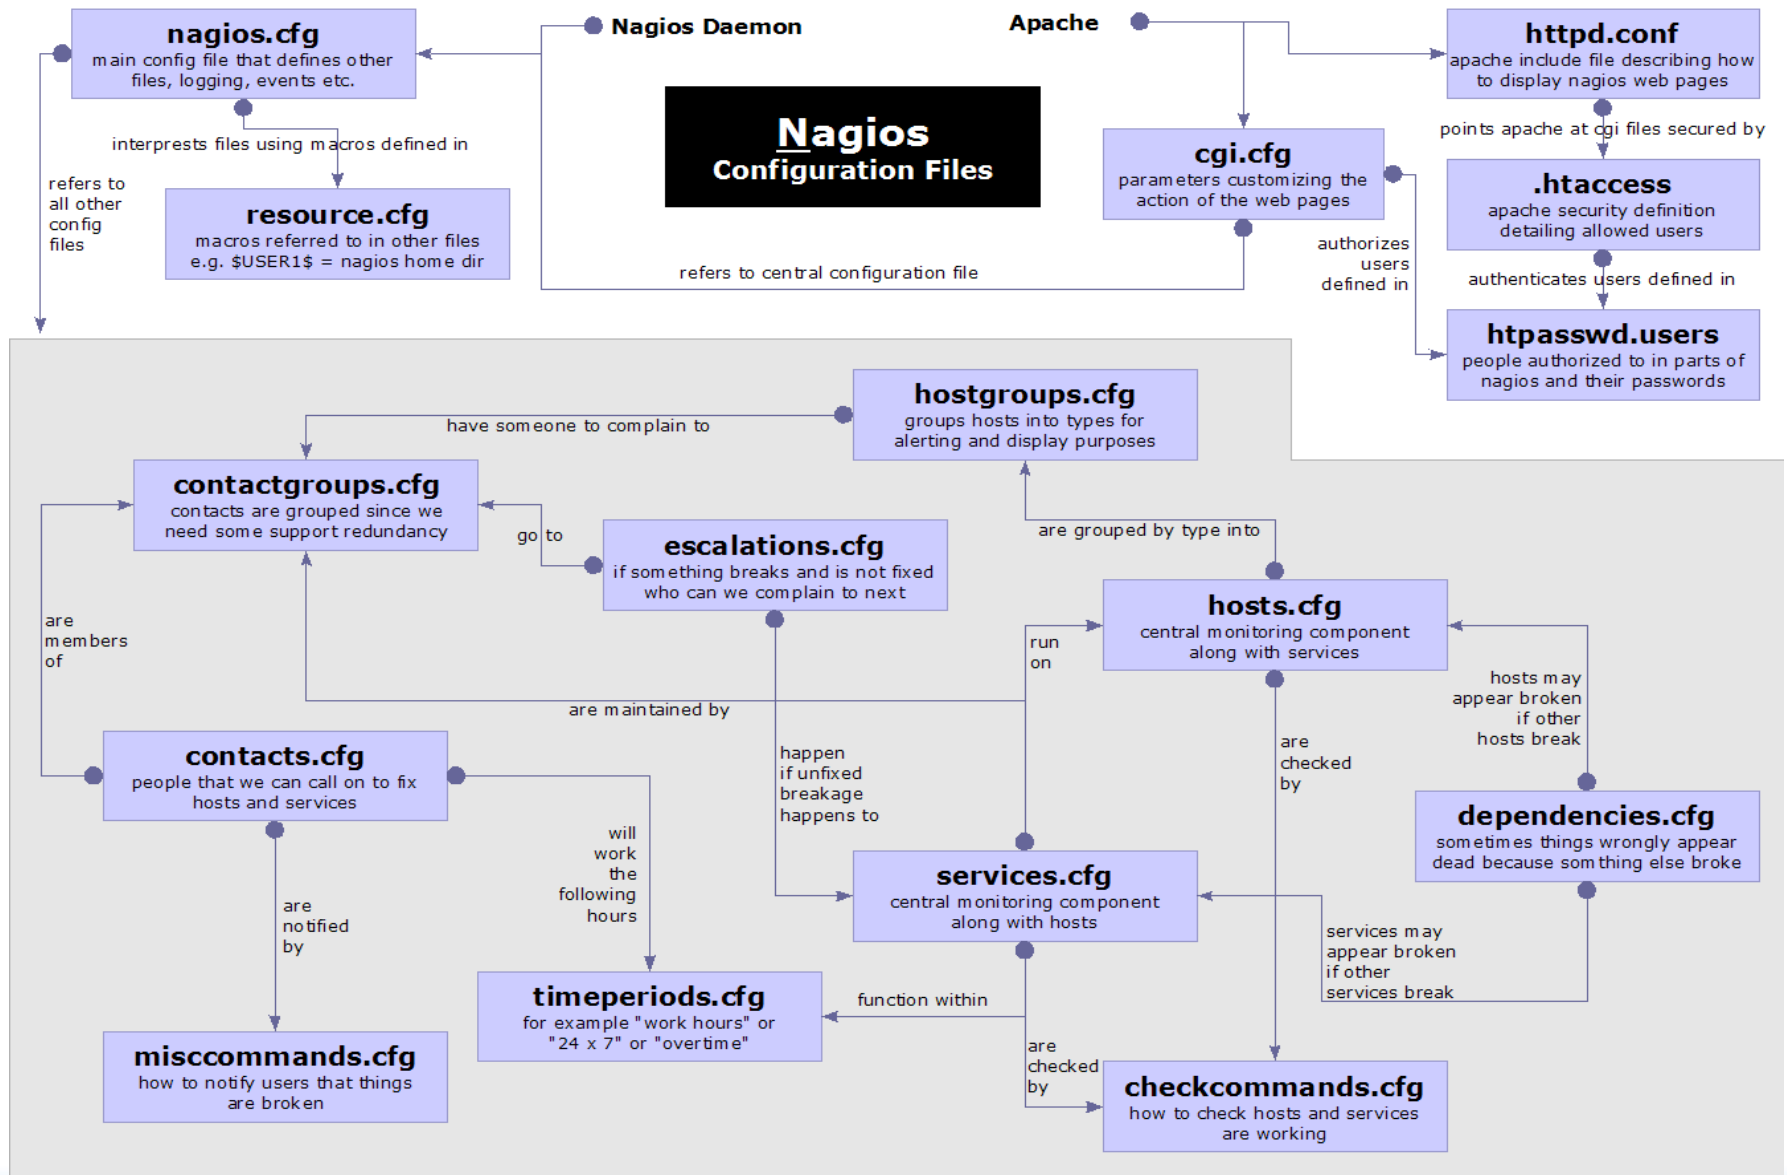 nagios.cfg
main config file that defines other
files, logging, events etc.
Nagios Daemon
Apache
httpd.conf
apache include file describing how
to display nagios web pages
Nagios
Configuration Files
interprests files using macros defined in
points apache at cgi files secured by
cgi.cfg
parameters customizing the
action of the web pages
refers to
all other
config
files
resource.cfg
macros referred to in other files
e.g. $USER1$ = nagios home dir
.htaccess
apache security definition
detailing allowed users
refers to central configuration file
authorizes
users
defined in
authenticates users defined in
htpasswd.users
people authorized to in parts of
nagios and their passwords
hostgroups.cfg
groups hosts into types for
alerting and display purposes
have someone to complain to
contactgroups.cfg
contacts are grouped since we
need some support redundancy
go to
escalations.cfg
if something breaks and is not fixed
who can we complain to next
are grouped by type into
hosts.cfg
central monitoring component
along with services
are
members
of
run
on
are maintained by
hosts may
appear broken
if other
hosts break
contacts.cfg
people that we can call on to fix
hosts and services
happen
if unfixed
breakage
happens to
are
checked
by
dependencies.cfg
sometimes things wrongly appear
dead because somthing else broke
will
work
the
following
hours
services.cfg
central monitoring component
along with hosts
are
notified
by
services may
appear broken
if other
services break
timeperiods.cfg
for example "work hours" or
"24 x 7" or "overtime"
function within
are
checked
by
misccommands.cfg
how to notify users that things
are broken
checkcommands.cfg
how to check hosts and services
are working